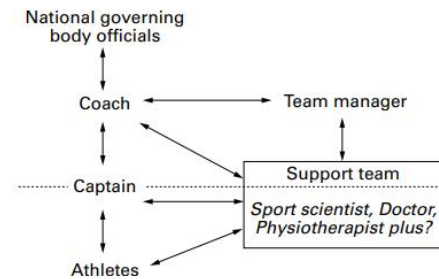 National governing
body officials
Coach
Team manager
Support team
Captain
Sport scientist, Doctor,
Physiotherapist plus?
Athletes